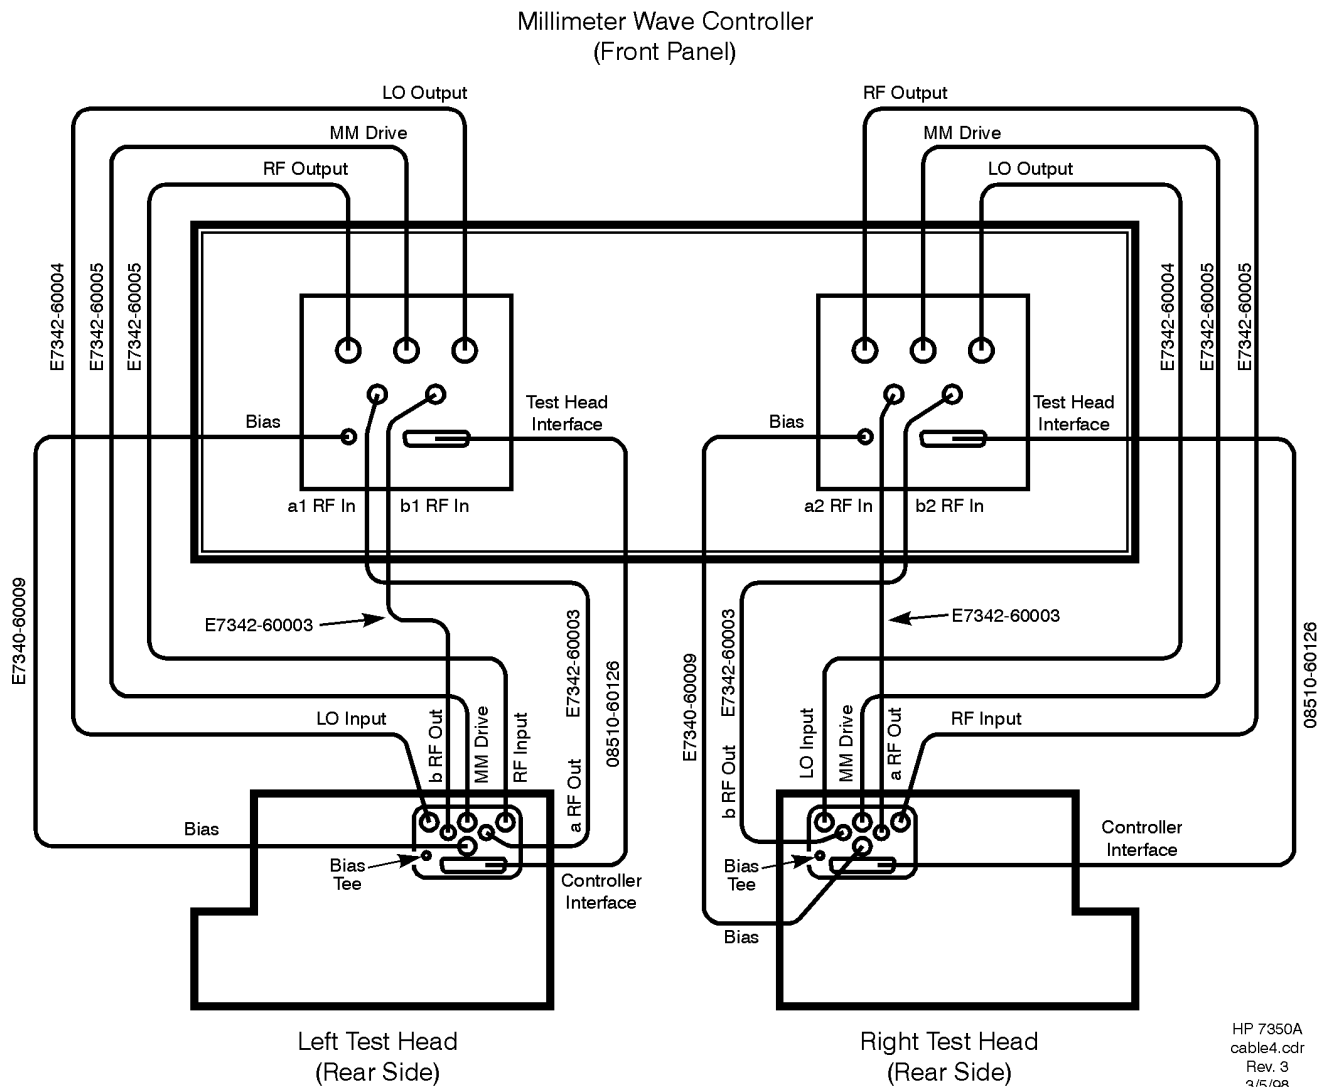 Millimeter Wave Controller
(Front Panel)
LO Output
RF Output
MM Drive
MM Drive
RF Output
LO Output
E7342-60004
E7342-60005
E7342-60005
E7342-60004
E7342-60005
E7342-60005
Bias
Test Head
Interface
Bias
Test Head
Interface
a1 RF In
b1 RF In
a2 RF In
b2 RF In
E7340-60009
E7342-60003
E7342-60003
08510-60126
E7340-60009
E7342-60003
E7342-60003
08510-60126
LO Input
b RF Out
MM Drive
RF Input
a RF Out
b RF Out
LO Input
MM Drive
a RF Out
RF Input
Bias
Bias
Tee
Controller
Interface
Bias
Tee
Controller
Interface
Bias
Left Test Head
(Rear Side)
Right Test Head
(Rear Side)
HP 7350A
cable4.cdr
Rev. 3
3/5/98